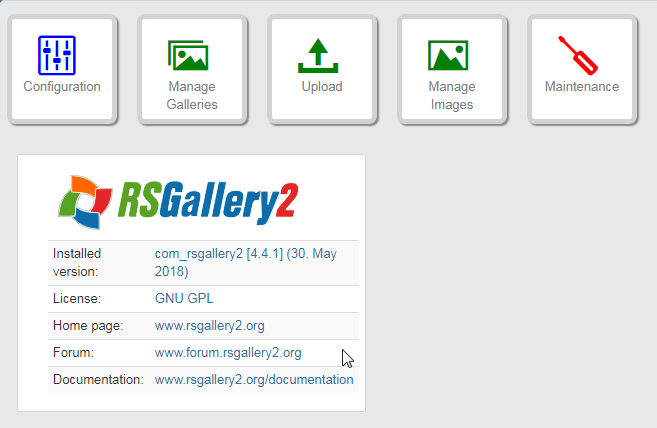 Configuration
Manage
Galleries
Upload
Manage
Images
Maintenance
RSGallery2
Installed version: com_rsgallery2 [4.4.1] (30. May 2018)
License: GNU GPL
Home page: www.rsgallery2.org
Forum: www.forum.rsgallery2.org
Documentation: www.rsgallery2.org/documentation